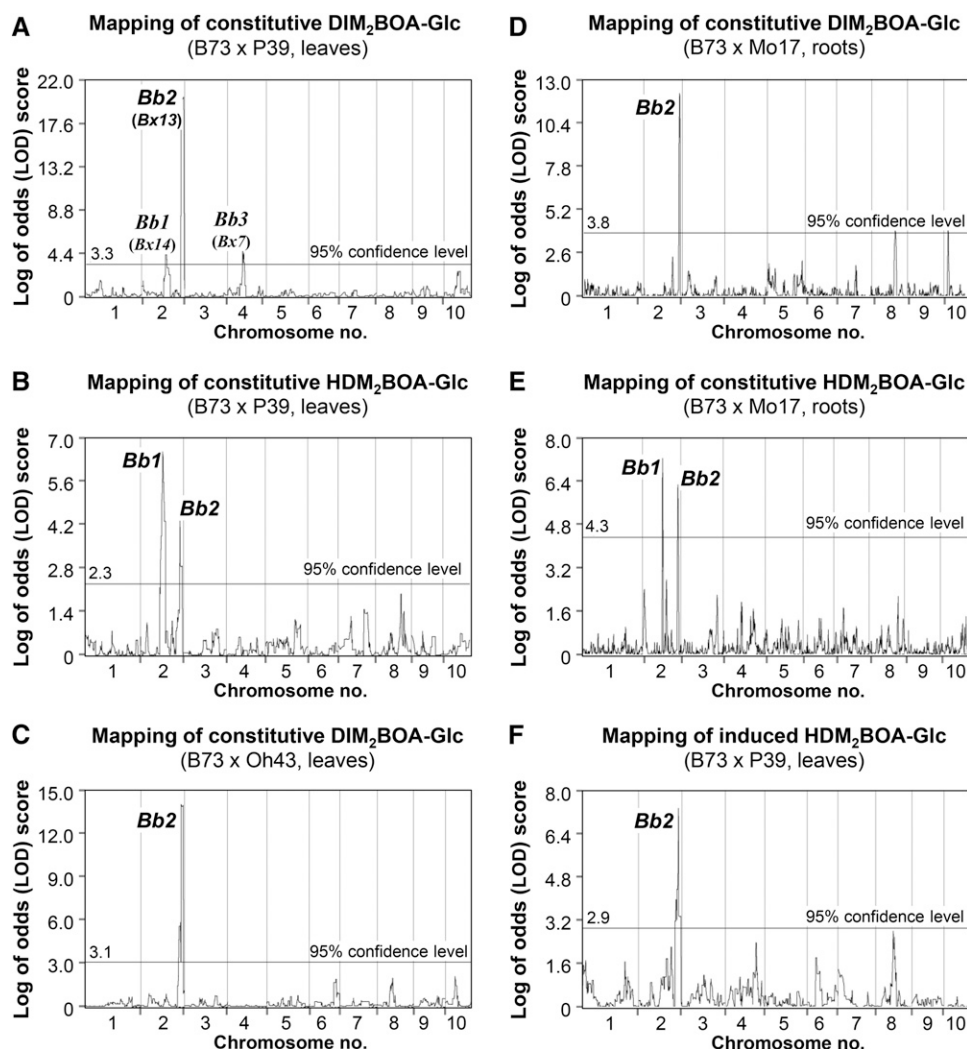 A Mapping of constitutive DIM₂BOA-Glc
(B73 x P39, leaves)
Log of odds (LOD) score
22.0
17.6
13.2
8.8
4.4
0
Bb2
(Bx13)
Bb1
(Bx14)
Bb3
(Bx7)
3.3
95% confidence level
1 2 3 4 5 6 7 8 9 10
Chromosome no.
B Mapping of constitutive HDM₂BOA-Glc
(B73 x P39, leaves)
Log of odds (LOD) score
7.0
5.6
4.2
2.8
1.4
0
Bb1
Bb2
2.3
95% confidence level
1 2 3 4 5 6 7 8 9 10
Chromosome no.
C Mapping of constitutive DIM₂BOA-Glc
(B73 x Oh43, leaves)
Log of odds (LOD) score
15.0
12.0
9.0
6.0
3.0
0
Bb2
3.1
95% confidence level
1 2 3 4 5 6 7 8 9 10
Chromosome no.
D Mapping of constitutive DIM₂BOA-Glc
(B73 x Mo17, roots)
Log of odds (LOD) score
13.0
10.4
7.8
5.2
2.6
0
Bb2
3.8
95% confidence level
1 2 3 4 5 6 7 8 9 10
Chromosome no.
E Mapping of constitutive HDM₂BOA-Glc
(B73 x Mo17, roots)
Log of odds (LOD) score
8.0
6.4
4.8
3.2
1.6
0
Bb1
Bb2
4.3
95% confidence level
1 2 3 4 5 6 7 8 9 10
Chromosome no.
F Mapping of induced HDM₂BOA-Glc
(B73 x P39, leaves)
Log of odds (LOD) score
8.0
6.4
4.8
3.2
1.6
0
Bb2
2.9
95% confidence level
1 2 3 4 5 6 7 8 9 10
Chromosome no.